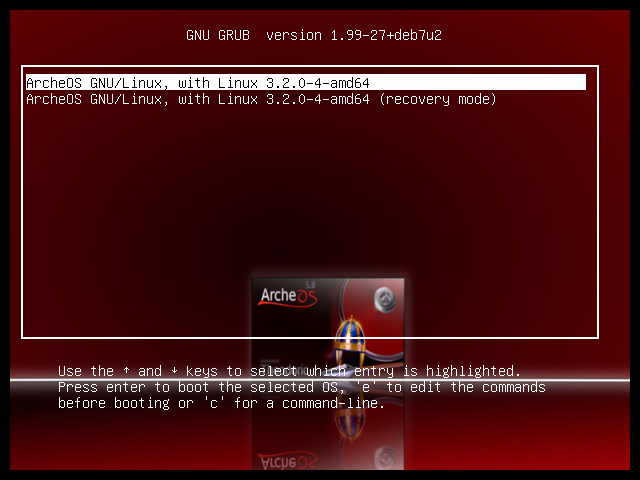 GNU GRUB  version 1.99-27+deb7u2
ArcheOS GNU/Linux, with Linux 3.2.0-4-amd64
ArcheOS GNU/Linux, with Linux 3.2.0-4-amd64 (recovery mode)
5.0
ArcheOS
Use the ↑ and ↓ keys to select which entry is highlighted.
Press enter to boot the selected OS, 'e' to edit the commands
before booting or 'c' for a command-line.